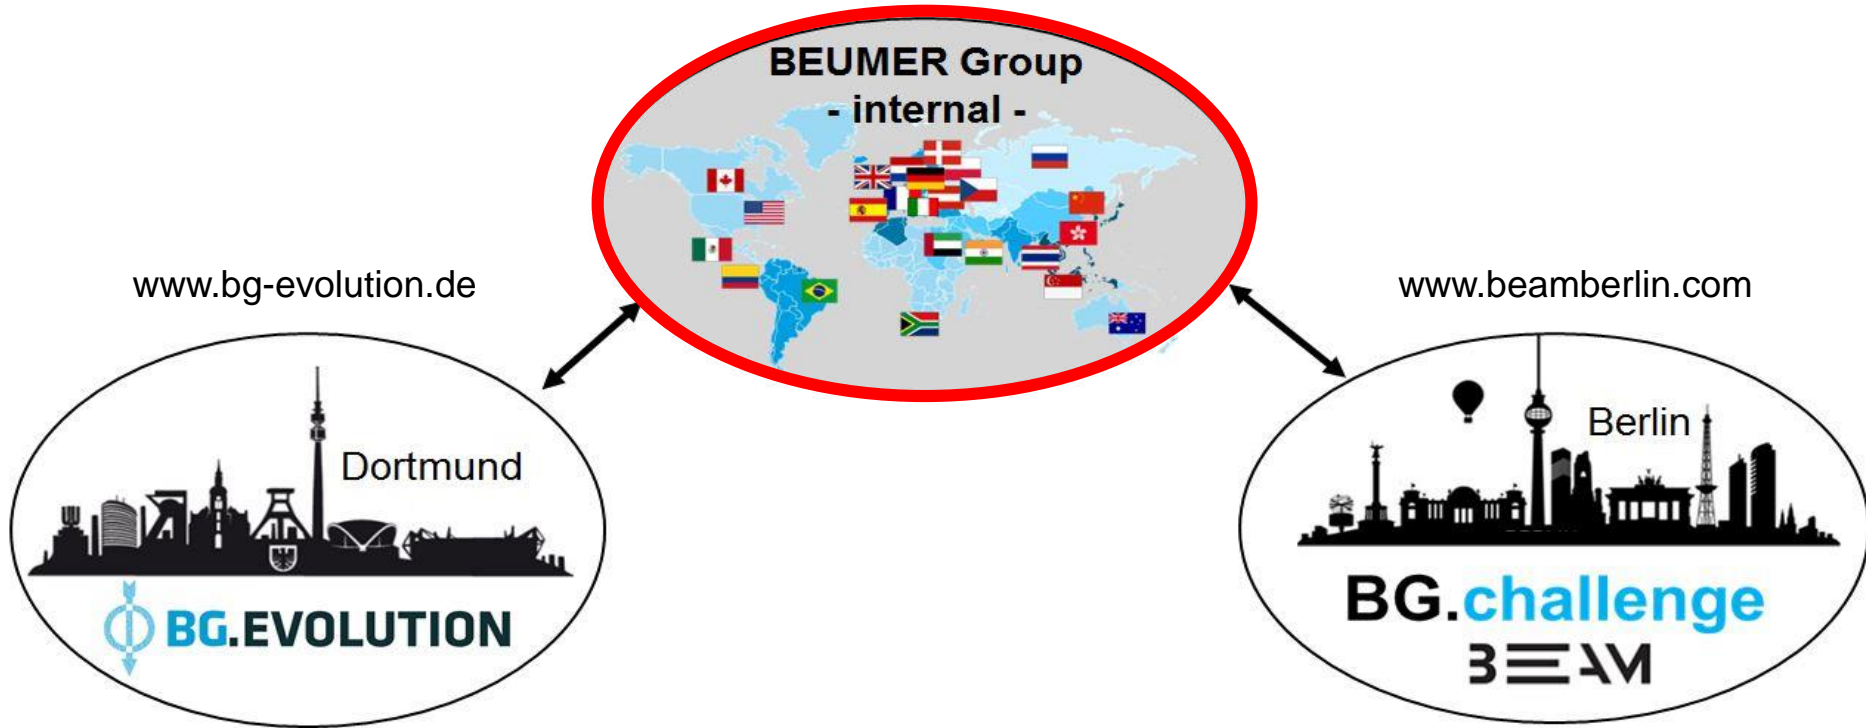 BEUMER Group
- internal -
www.bg-evolution.de
www.beamberlin.com
Dortmund
Berlin
BG.EVOLUTION
BG.challenge
BEAM